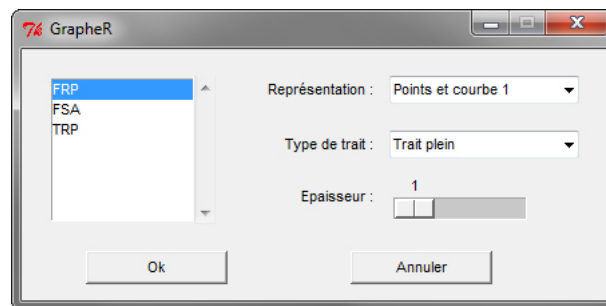 GrapheR
FRP
FSA
TRP
Représentation :
Points et courbe 1
Type de trait :
Trait plein
Epaisseur :
1
Ok
Annuler